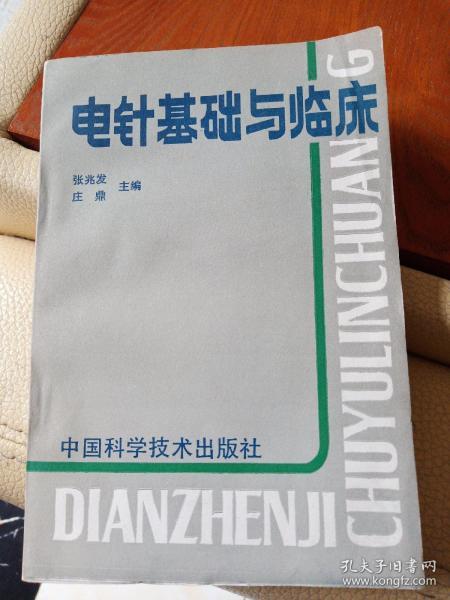 电针基础与临床
张兆发
庄鼎 主编
中国科学技术出版社
DIANZHENJI
CHUYULINCHUANG
孔夫子旧书网
www.kongfz.com